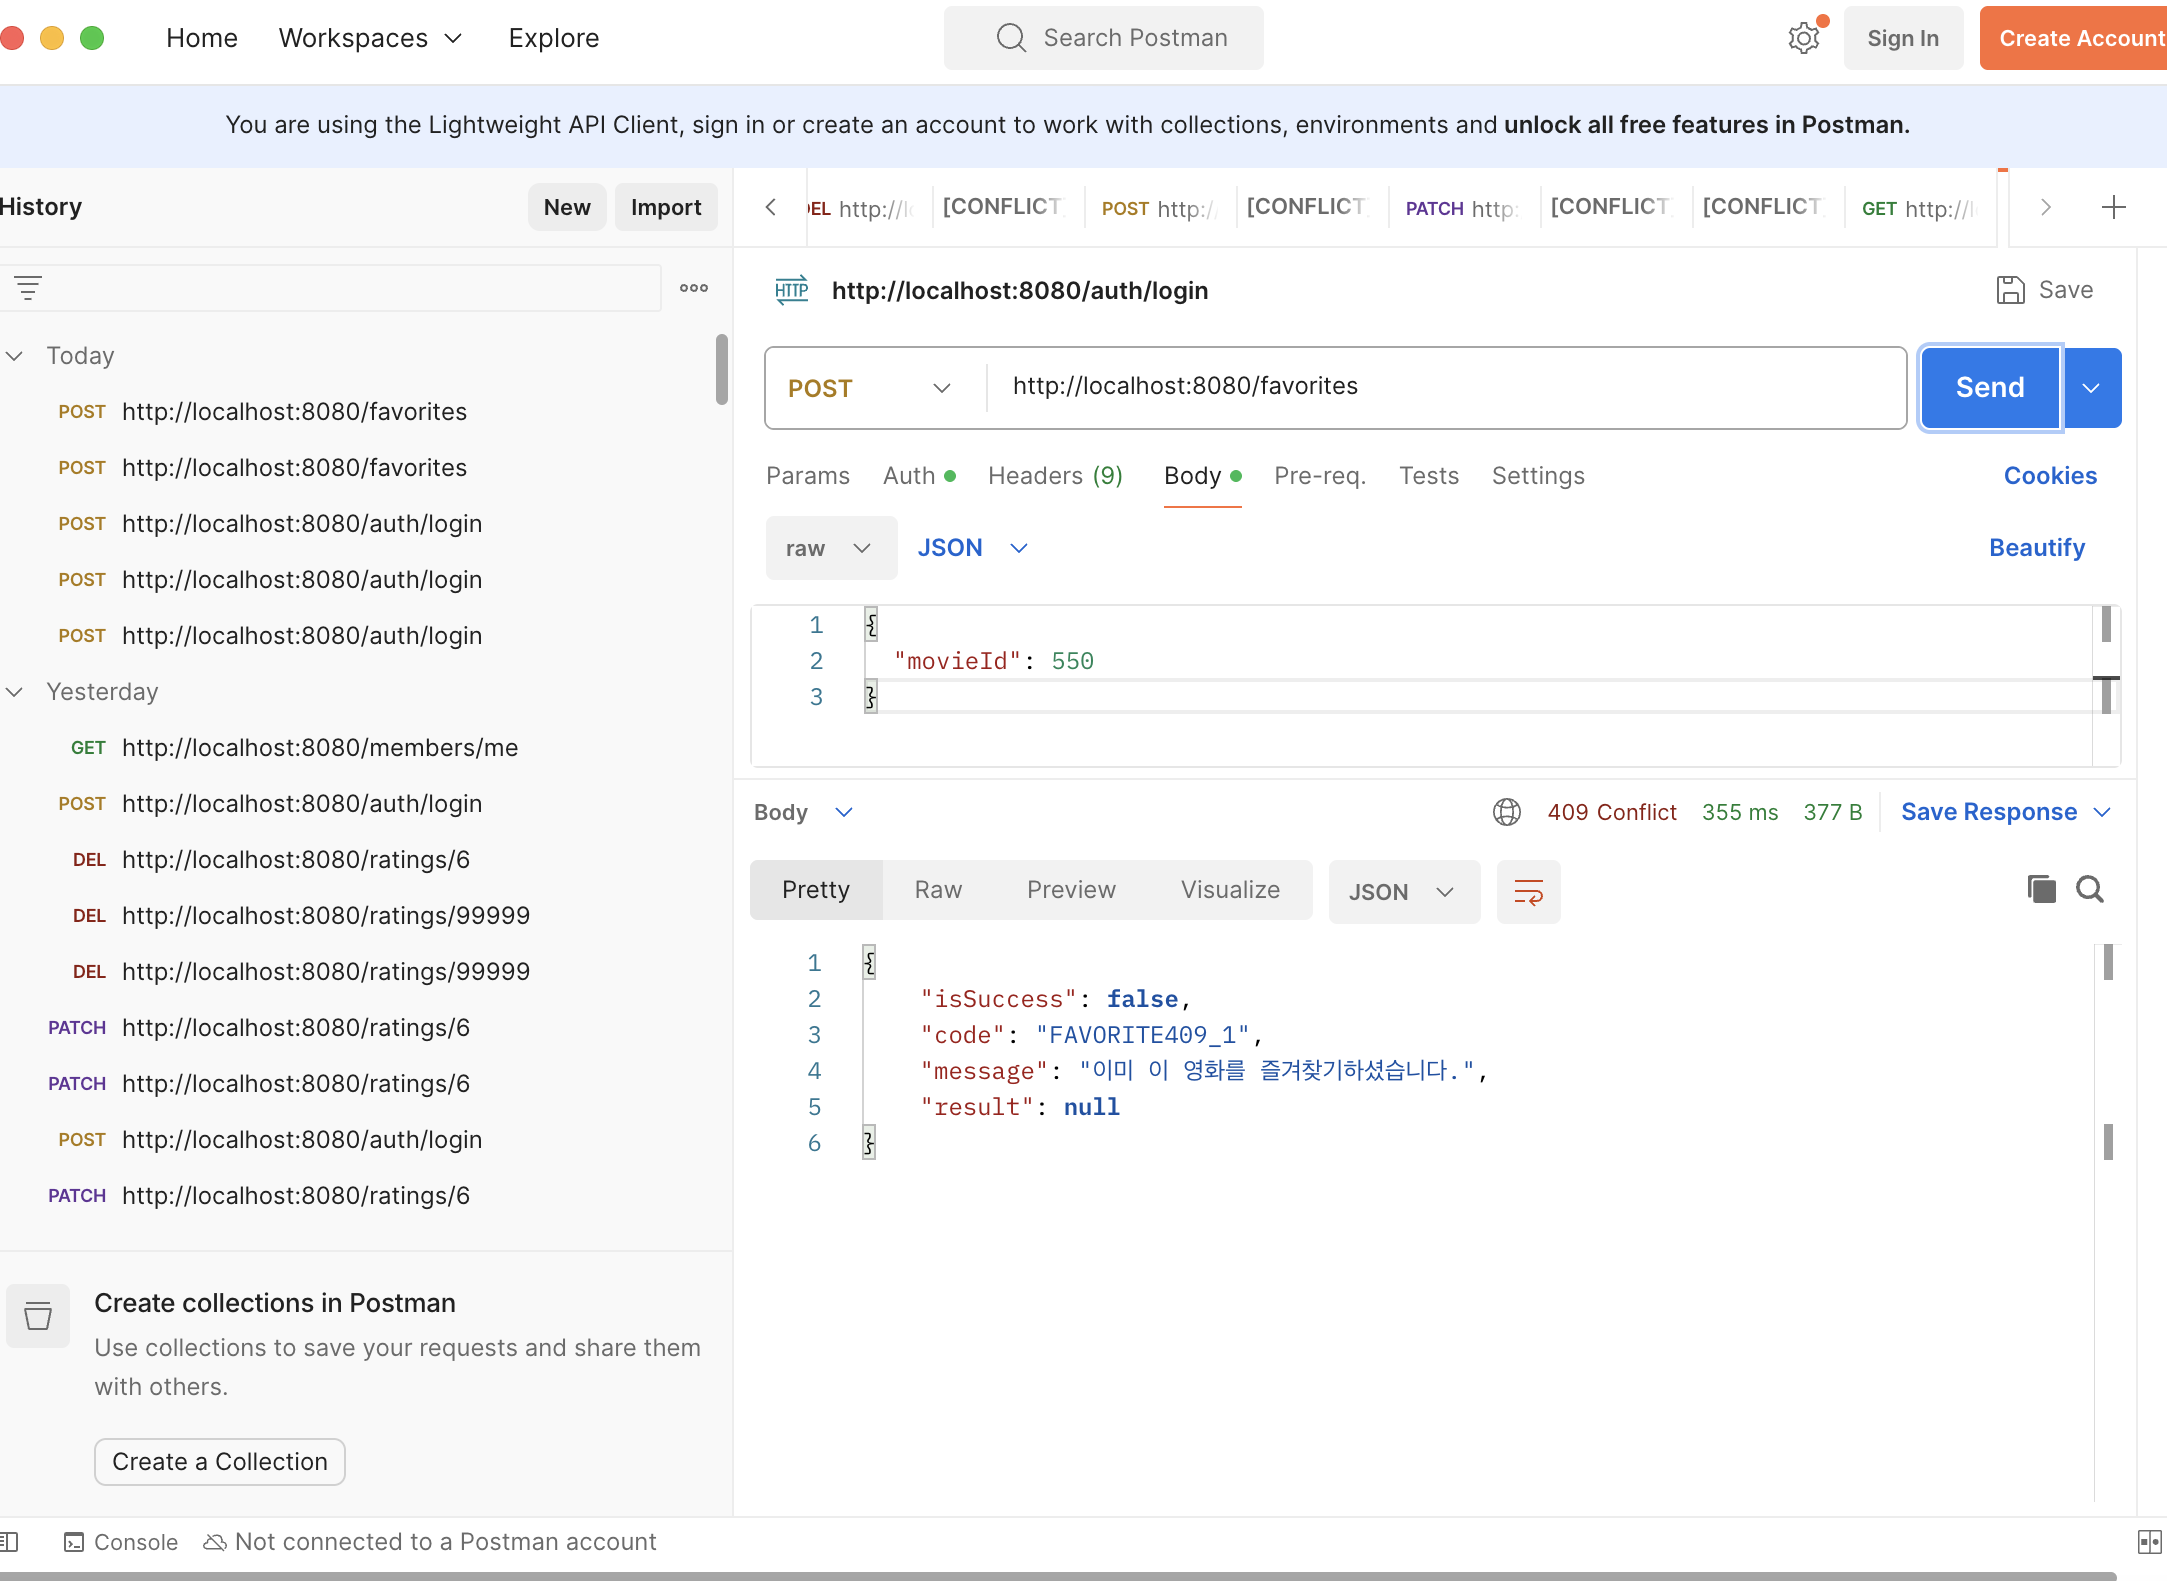 Home Workspaces Explore Search Postman Sign In Create Account
You are using the Lightweight API Client, sign in or create an account to work with collections, environments and unlock all free features in Postman.
History New Import
DEL http://l [CONFLICT POST http:/ [CONFLICT PATCH http: [CONFLICT [CONFLICT GET http://l
HTTP http://localhost:8080/auth/login Save
POST http://localhost:8080/favorites Send
Params Auth Headers (9) Body Pre-req. Tests Settings Cookies
raw JSON Beautify
1 {
2 "movieId": 550
3 }
Today
POST http://localhost:8080/favorites
POST http://localhost:8080/favorites
POST http://localhost:8080/auth/login
POST http://localhost:8080/auth/login
POST http://localhost:8080/auth/login
Yesterday
GET http://localhost:8080/members/me
POST http://localhost:8080/auth/login
DEL http://localhost:8080/ratings/6
DEL http://localhost:8080/ratings/99999
DEL http://localhost:8080/ratings/99999
PATCH http://localhost:8080/ratings/6
PATCH http://localhost:8080/ratings/6
POST http://localhost:8080/auth/login
PATCH http://localhost:8080/ratings/6
Body 409 Conflict 355 ms 377 B Save Response
Pretty Raw Preview Visualize JSON
1 {
2 "isSuccess": false,
3 "code": "FAVORITE409_1",
4 "message": "이미 이 영화를 즐겨찾기하셨습니다.",
5 "result": null
6 }
Create collections in Postman
Use collections to save your requests and share them
with others.
Create a Collection
Console Not connected to a Postman account